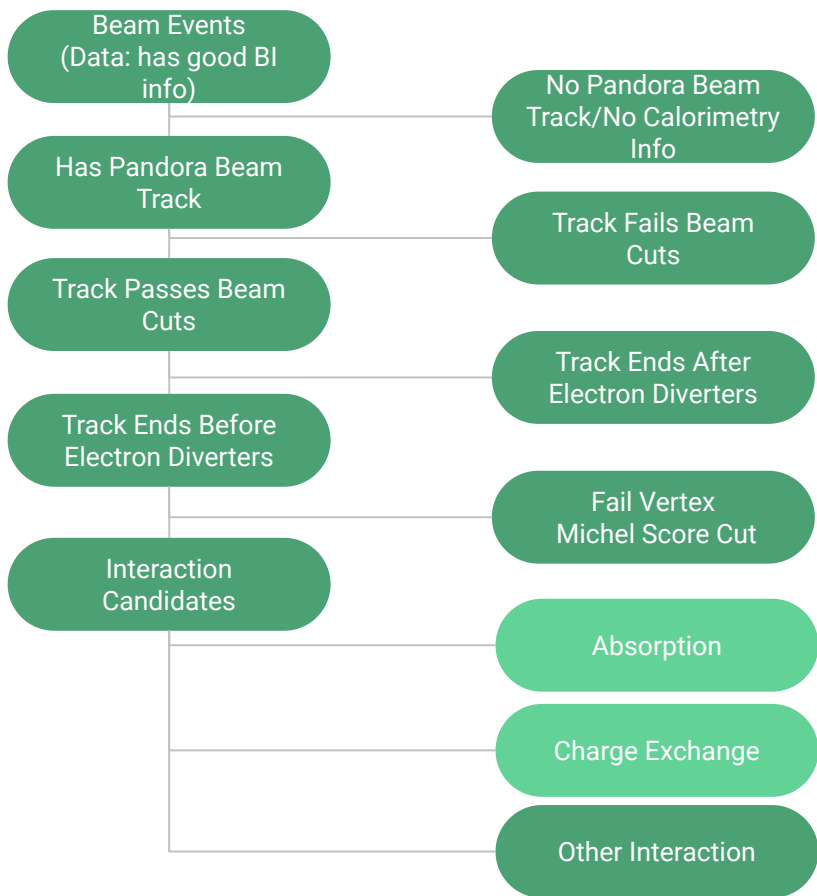 Beam Events
(Data: has good BI
info)
No Pandora Beam
Track/No Calorimetry
Info
Has Pandora Beam
Track
Track Fails Beam
Cuts
Track Passes Beam
Cuts
Track Ends After
Electron Diverters
Track Ends Before
Electron Diverters
Fail Vertex
Michel Score Cut
Interaction
Candidates
Absorption
Charge Exchange
Other Interaction